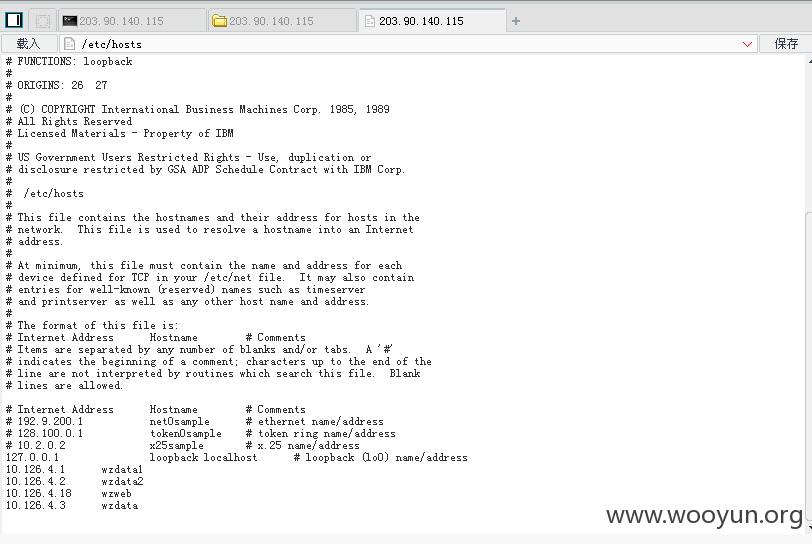 203.90.140.115
203.90.140.115
203.90.140.115
载入
/etc/hosts
保存
# FUNCTIONS: loopback
#
# ORIGINS: 26  27
#
# (C) COPYRIGHT International Business Machines Corp. 1985, 1989
# All Rights Reserved
# Licensed Materials - Property of IBM
#
# US Government Users Restricted Rights - Use, duplication or
# disclosure restricted by GSA ADP Schedule Contract with IBM Corp.
#
#  /etc/hosts
#
# This file contains the hostnames and their address for hosts in the
# network.  This file is used to resolve a hostname into an Internet
# address.
#
# At minimum, this file must contain the name and address for each
# device defined for TCP in your /etc/net file.  It may also contain
# entries for well-known (reserved) names such as timeserver
# and printserver as well as any other host name and address.
#
# The format of this file is:
# Internet Address      Hostname        # Comments
# Items are separated by any number of blanks and/or tabs.  A '#'
# indicates the beginning of a comment; characters up to the end of the
# line are not interpreted by routines which search this file.  Blank
# lines are allowed.
# Internet Address      Hostname        # Comments
# 192.9.200.1           net0sample      # ethernet name/address
# 128.100.0.1           token0sample    # token ring name/address
# 10.2.0.2              x25sample       # x.25 name/address
127.0.0.1               loopback localhost      # loopback (lo0) name/address
10.126.4.1      wzdata1
10.126.4.2      wzdata2
10.126.4.18     wzweb
10.126.4.3      wzdata
www.wooyun.org